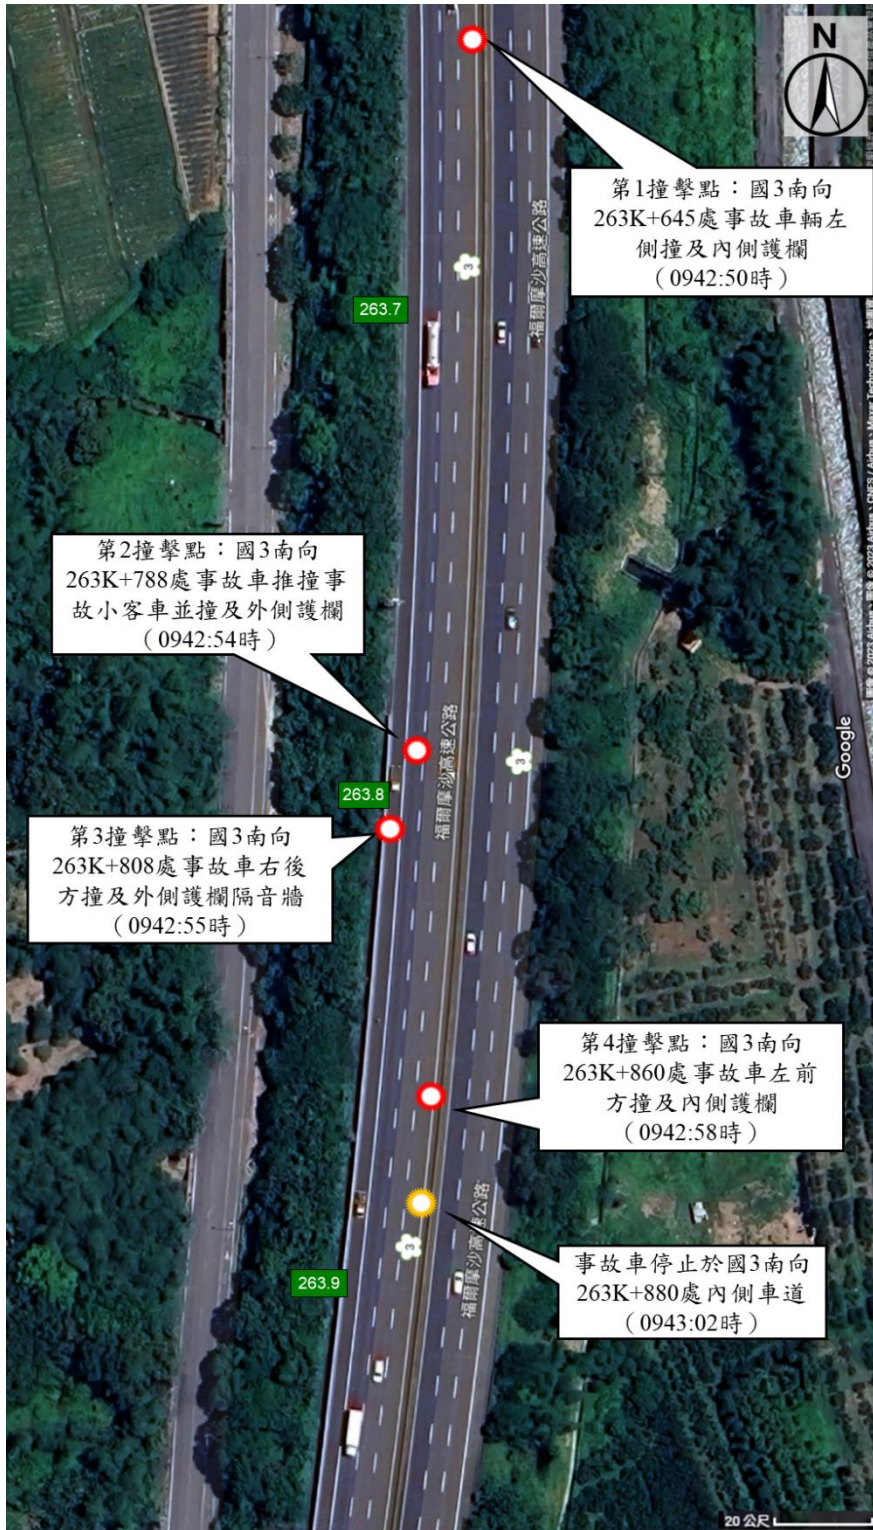 N
第1撞擊點：國3南向
263K+645處事故車輛左
側撞及內側護欄
（0942:50時）
福爾摩沙高速公路
3
263.7
第2撞擊點：國3南向
263K+788處事故車推撞事
故小客車並撞及外側護欄
（0942:54時）
福爾摩沙高速公路
3
Google
263.8
第3撞擊點：國3南向
263K+808處事故車右後
方撞及外側護欄隔音牆
（0942:55時）
第4撞擊點：國3南向
263K+860處事故車左前
方撞及內側護欄
（0942:58時）
福爾摩沙高速公路
3
263.9
事故車停止於國3南向
263K+880處內側車道
（0943:02時）
20 公尺